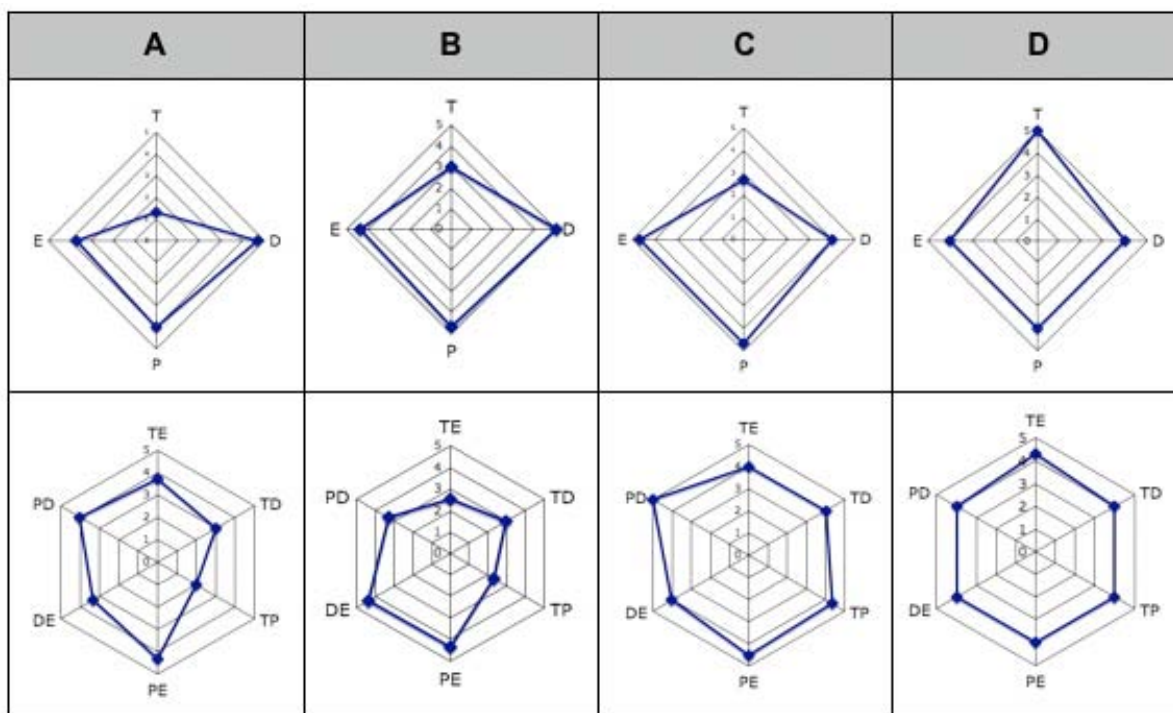 A B C D
T T T T
5 5
4 4
3 3
2 2
1 1
0 0
E D E D E D E D
P P P P
TE TE TE TE
5 5 5 5
PD TD PD TD PD TD PD TD
4 4 4 4
3 3 3 3
2 2 2 2
1 1 1 1
0 0 0 0
DE TP DE TP DE TP DE TP
PE PE PE PE